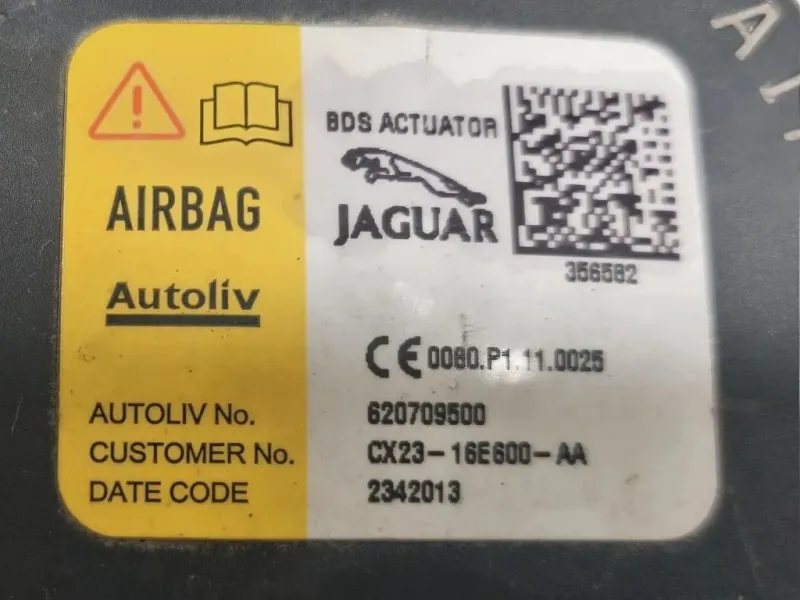 AIRBAG
Autoliv
BDS ACTUATOR
JAGUAR
356582
CE 0080.P1.11.0025
AUTOLIV No. 620709500
CUSTOMER No. CX23-16E600-AA
DATE CODE 2342013